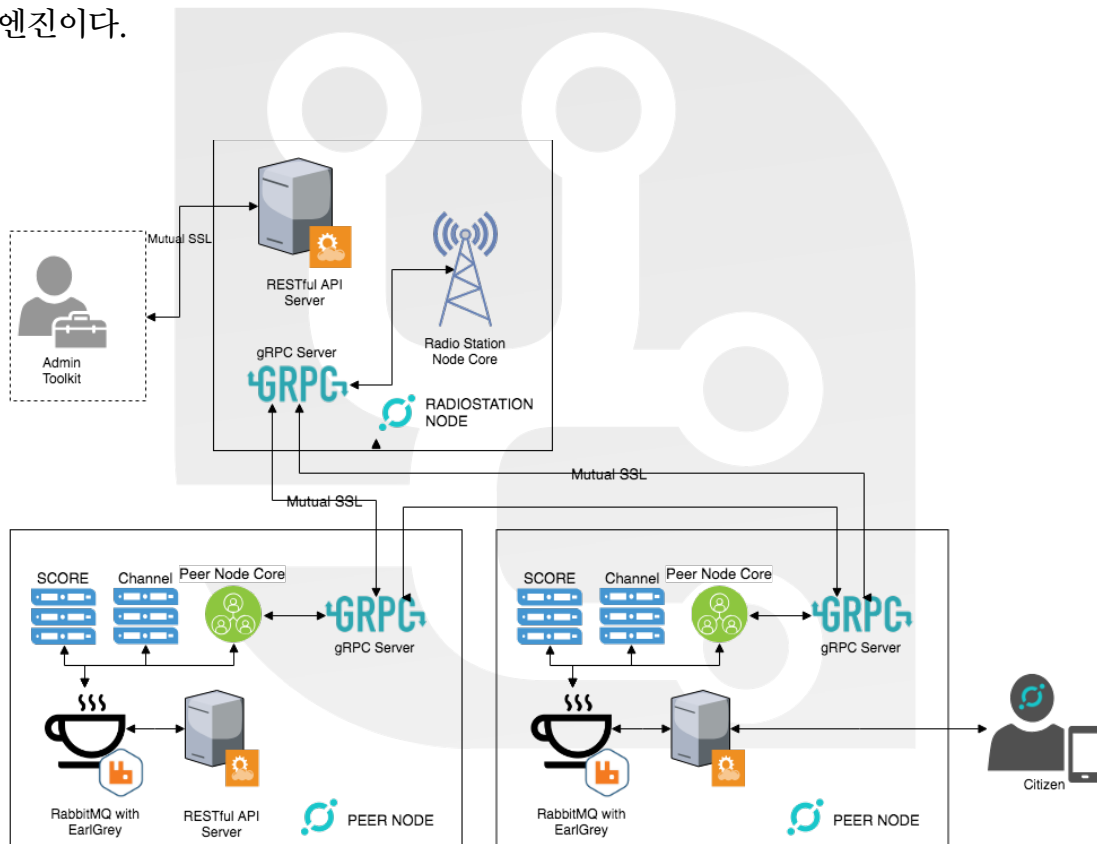 엔진이다.
Mutual SSL
RESTful API
Server
Radio Station
Node Core
Admin
Toolkit
gRPC Server
GRPC
RADIOSTATION
NODE
Mutual SSL
Mutual SSL
SCORE
Channel
Peer Node Core
GRPC
gRPC Server
RabbitMQ with
EarlGrey
RESTful API
Server
PEER NODE
SCORE
Channel
Peer Node Core
GRPC
gRPC Server
RabbitMQ with
EarlGrey
PEER NODE
Citizen